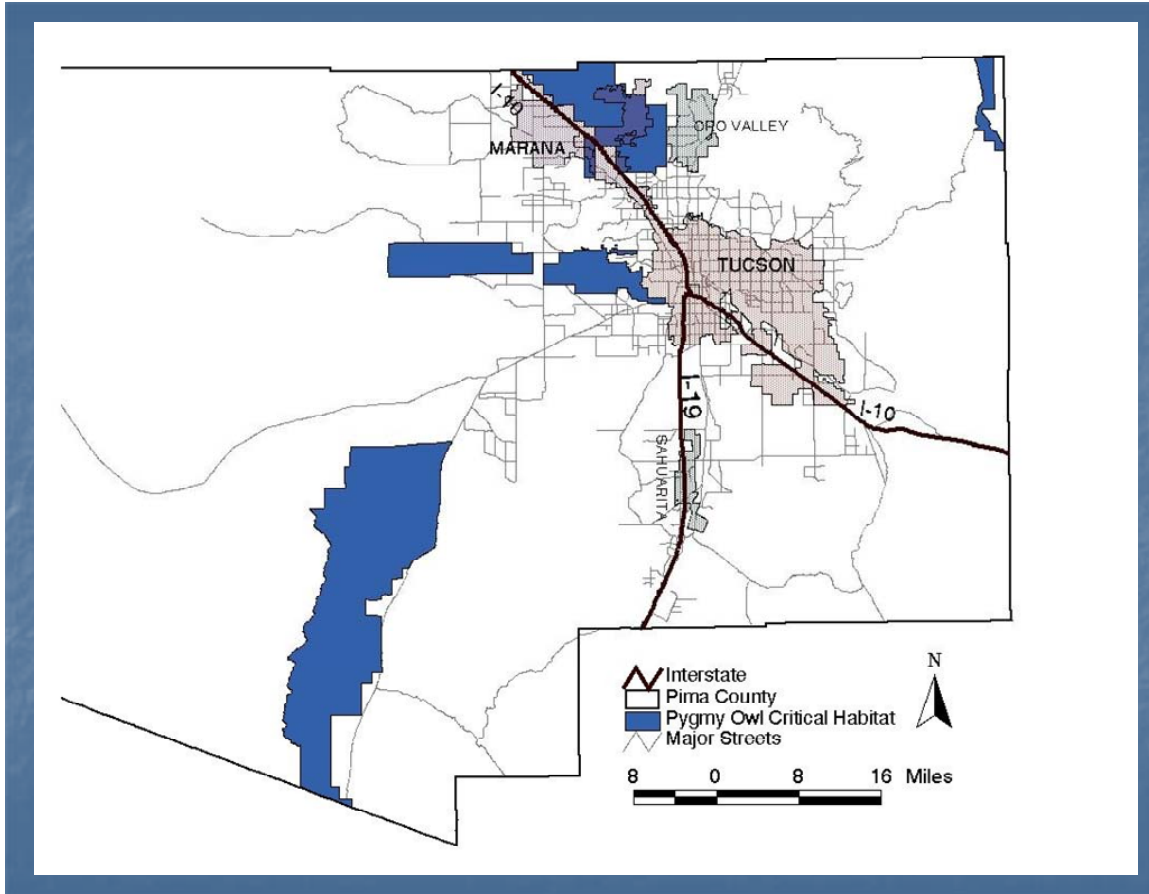 I-10
ORO VALLEY
MARANA
TUCSON
I-19
I-10
SAHUARITA
N
Interstate
Pima County
Pygmy Owl Critical Habitat
Major Streets
8 0 8 16 Miles